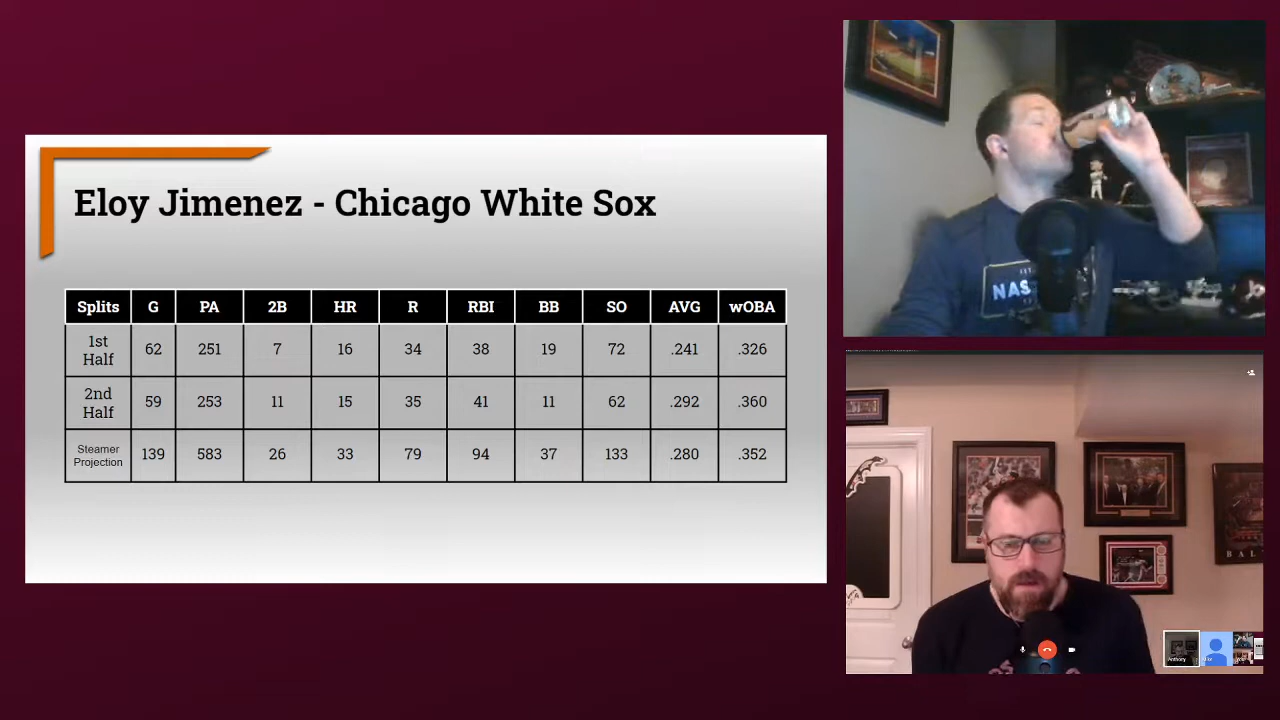 Eloy Jimenez - Chicago White Sox
Splits G PA 2B HR R RBI BB SO AVG wOBA
1st
Half 62 251 7 16 34 38 19 72 .241 .326
2nd
Half 59 253 11 15 35 41 11 62 .292 .360
Steamer
Projection 139 583 26 33 79 94 37 133 .280 .352
NAS
BAL
Anthony